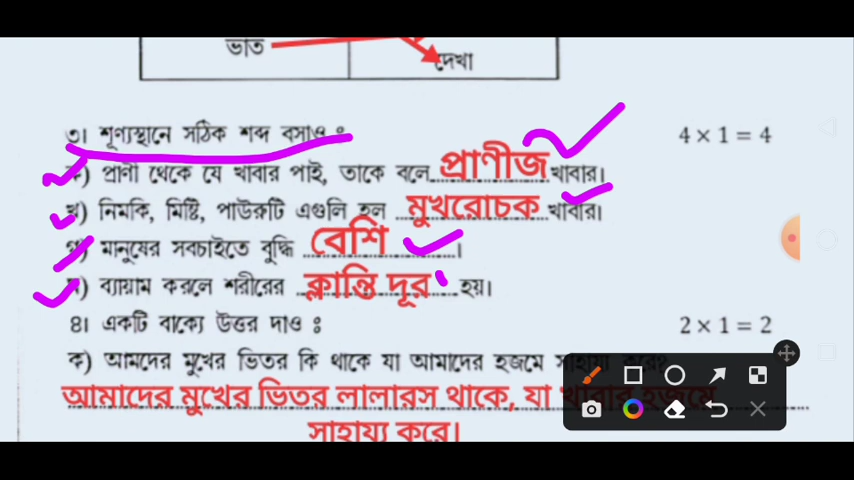 ভাত
দেখা
৩। শূণ্যস্থানে সঠিক শব্দ বসাও ঃ 4 × 1 = 4
ক) প্রাণী থেকে যে খাবার পাই, তাকে বলে প্রাণীজ খাবার।
খ) নিমকি, মিষ্টি, পাউরুটি এগুলি হল মুখরোচক খাবার।
গ) মানুষের সবচাইতে বুদ্ধি বেশি।
ঘ) ব্যায়াম করলে শরীরের ক্লান্তি দূর হয়।
৪। একটি বাক্যে উত্তর দাও ঃ 2 × 1 = 2
ক) আমদের মুখের ভিতর কি থাকে যা আমাদের হজমে সাহায্য করে?
আমাদের মুখের ভিতর লালারস থাকে, যা খাবার হজমে
সাহায্য করে।